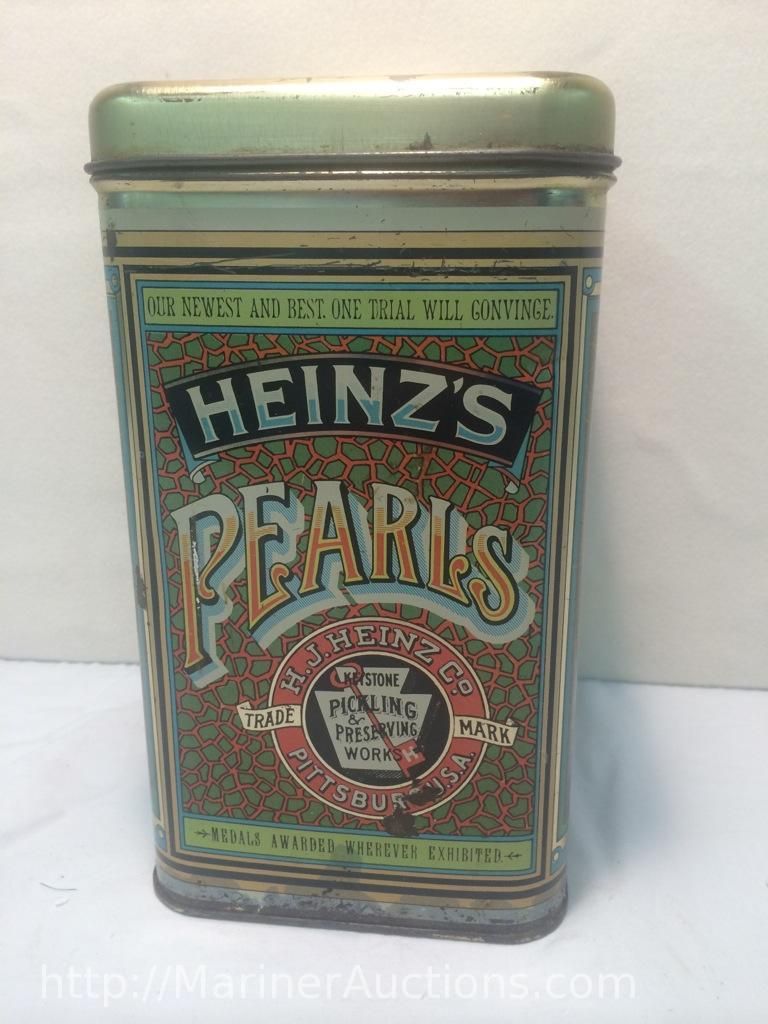 OUR NEWEST AND BEST. ONE TRIAL WILL CONVINCE.
HEINZ'S
PEARLS
H.J. HEINZ CO.
KEYSTONE
PICKLING
&
PRESERVING
WORKS
TRADE MARK
PITTSBURG U.S.A.
MEDALS AWARDED WHEREVER EXHIBITED.
http://MarinerAuctions.com